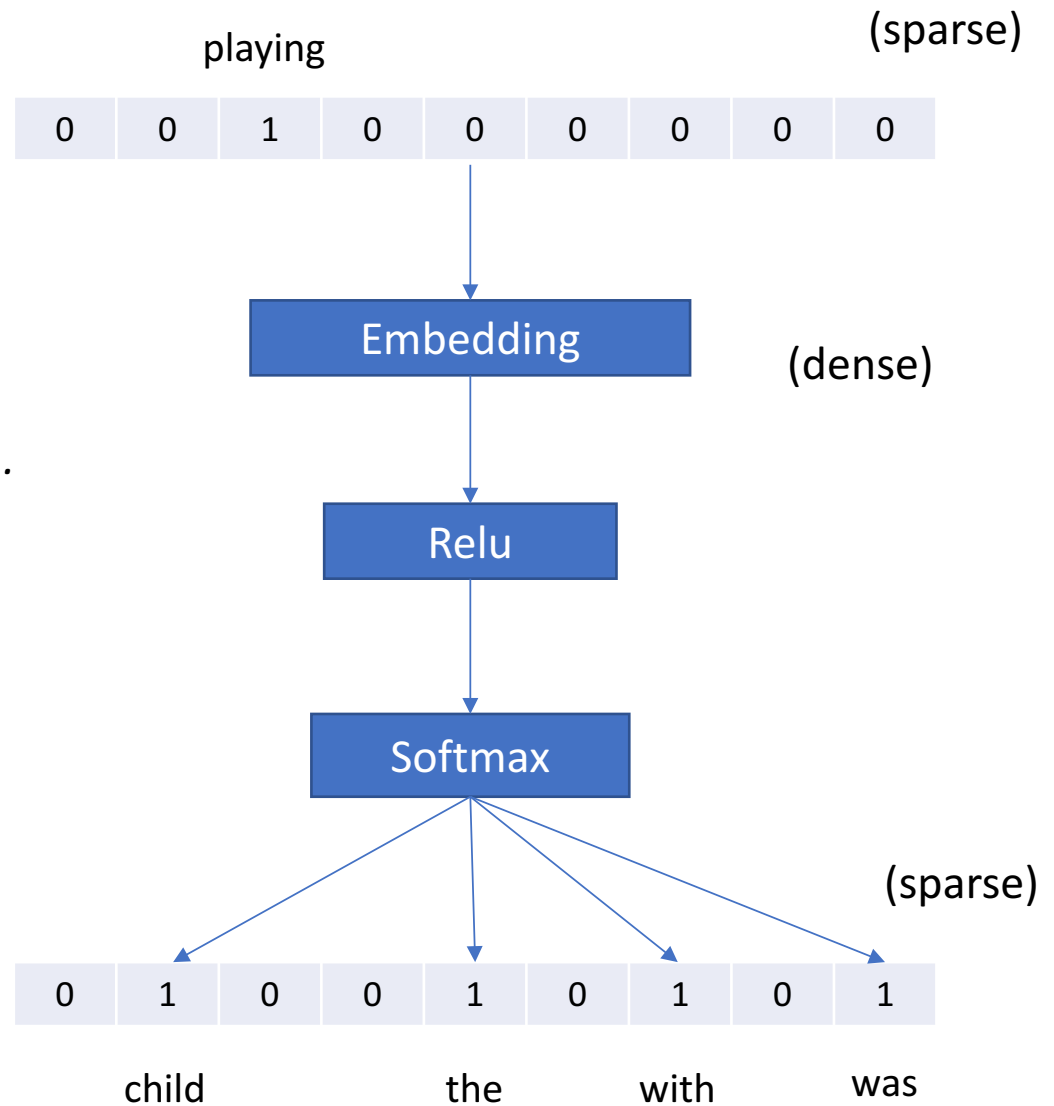 (sparse)
playing
0 0 1 0 0 0 0 0 0
Embedding
(dense)
.
Relu
Softmax
(sparse)
0 1 0 0 1 0 1 0 1
child the with was